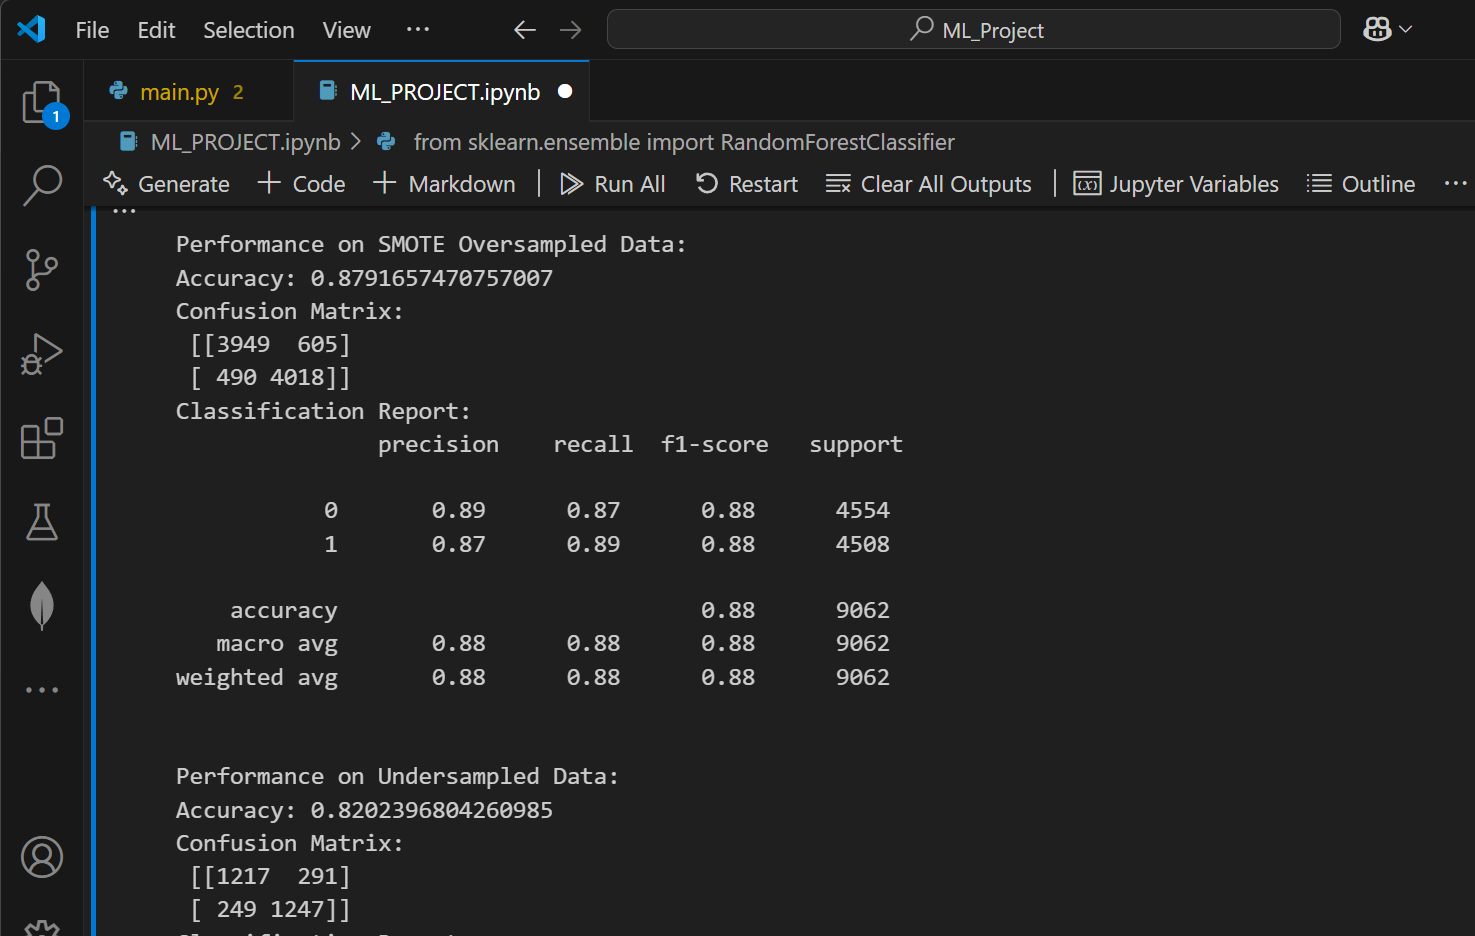 File Edit Selection View ··· ML_Project
1
main.py 2 ML_PROJECT.ipynb
ML_PROJECT.ipynb > from sklearn.ensemble import RandomForestClassifier
Generate + Code + Markdown | Run All Restart Clear All Outputs | (x) Jupyter Variables Outline ···
···
Performance on SMOTE Oversampled Data:
Accuracy: 0.8791657470757007
Confusion Matrix:
[[3949  605]
[ 490 4018]]
Classification Report:
precision recall f1-score support
0 0.89 0.87 0.88 4554
1 0.87 0.89 0.88 4508
accuracy 0.88 9062
macro avg 0.88 0.88 0.88 9062
weighted avg 0.88 0.88 0.88 9062
Performance on Undersampled Data:
Accuracy: 0.8202396804260985
Confusion Matrix:
[[1217  291]
[ 249 1247]]